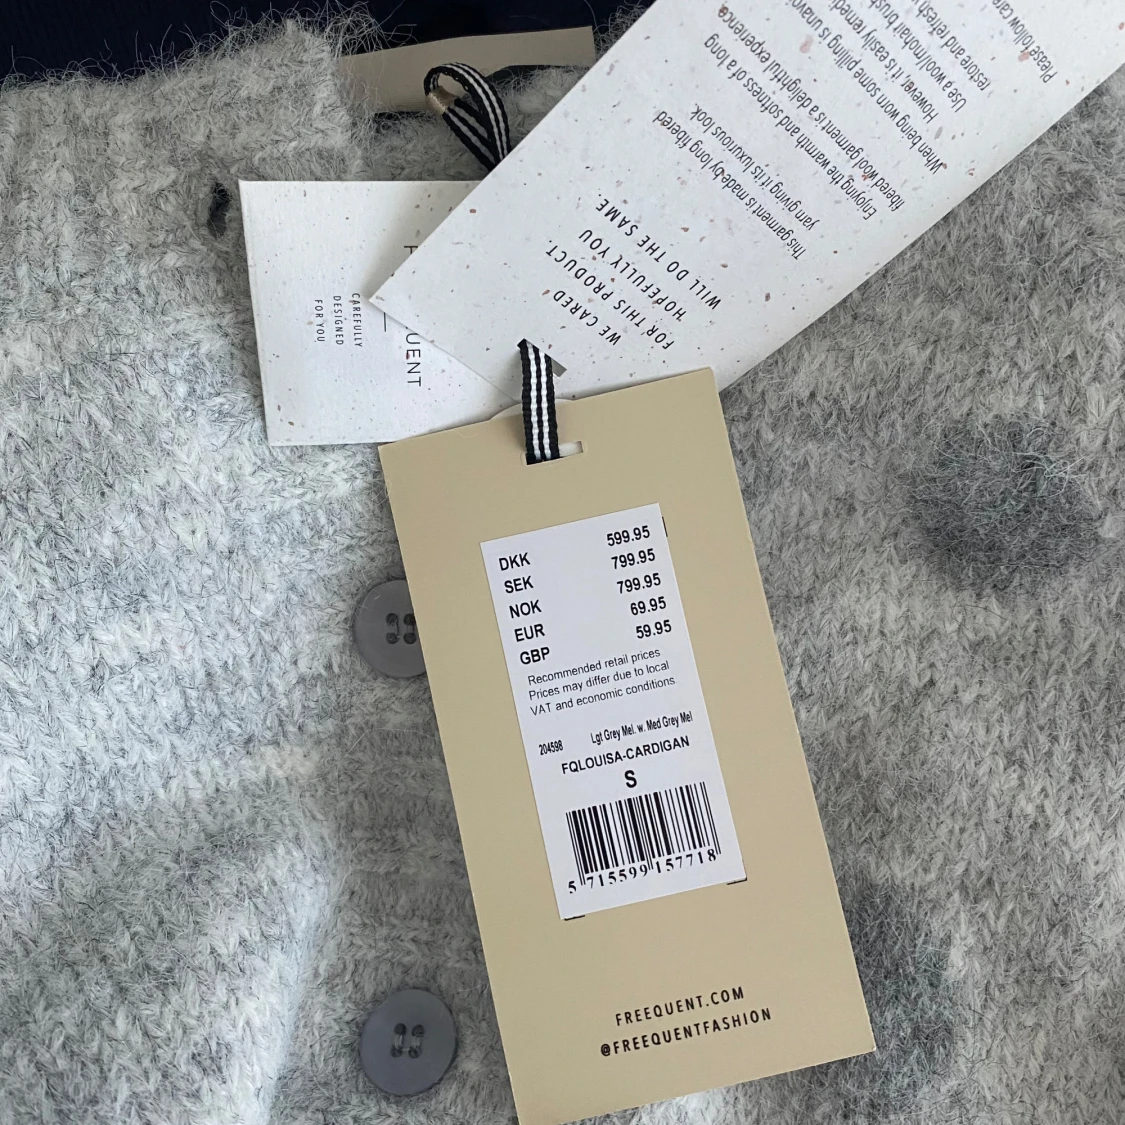 CAREFULLY
DESIGNED
FOR YOU
UENT
WE CARED
FOR THIS PRODUCT.
HOPEFULLY YOU
WILL DO THE SAME
This garment is made by long fibered
yarn giving it is luxurious look.
Enjoying the warmth and softness of a long
fibered wool garment is a delightful experience
When being worn some pilling is
However, it is easily
Use a wool/mohair
restore and refresh
Please follow
DKK 599.95
SEK 799.95
NOK 799.95
EUR 69.95
GBP 59.95
Recommended retail prices
Prices may differ due to local
VAT and economic conditions
204598 Lgt Grey Mel. w. Med Grey Mel
FQLOUISA-CARDIGAN
S
5 715599 157718
FREEQUENT.COM
@FREEQUENTFASHION